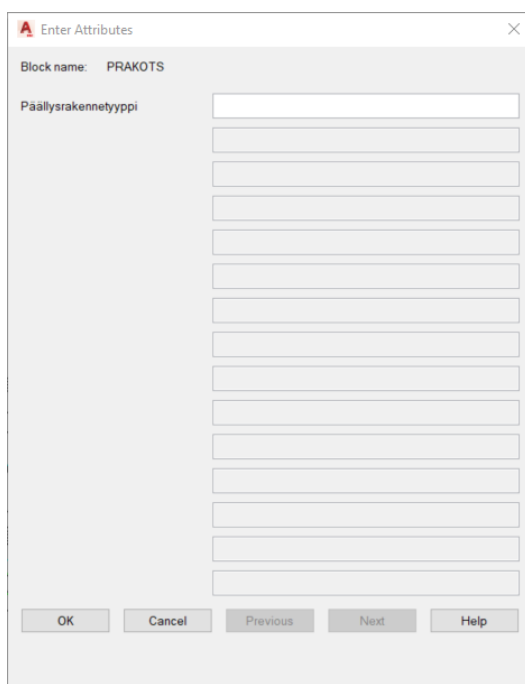 Enter Attributes
Block name: PRAKOTS
Päällysrakennetyyppi
OK Cancel Previous Next Help